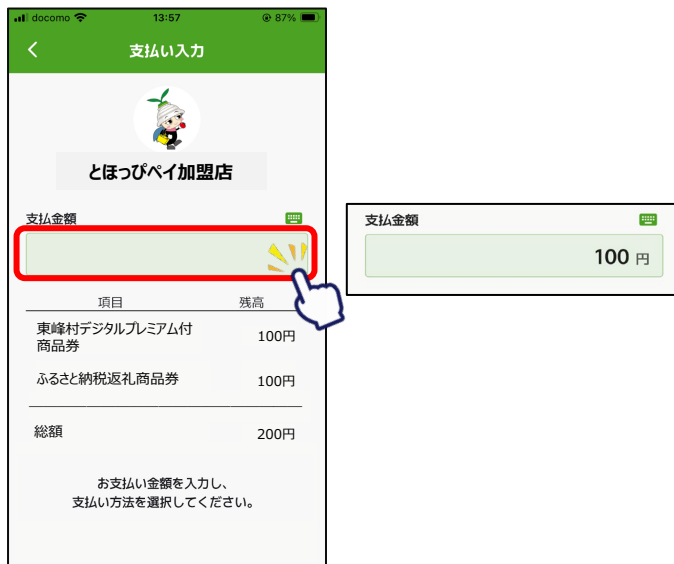 docomo 13:57 87%
支払い入力
とほっぴペイ加盟店
支払金額
項目 残高
東峰村デジタルプレミアム付
商品券 100円
ふるさと納税返礼商品券 100円
総額 200円
お支払い金額を入力し、
支払い方法を選択してください。
支払金額
100 円